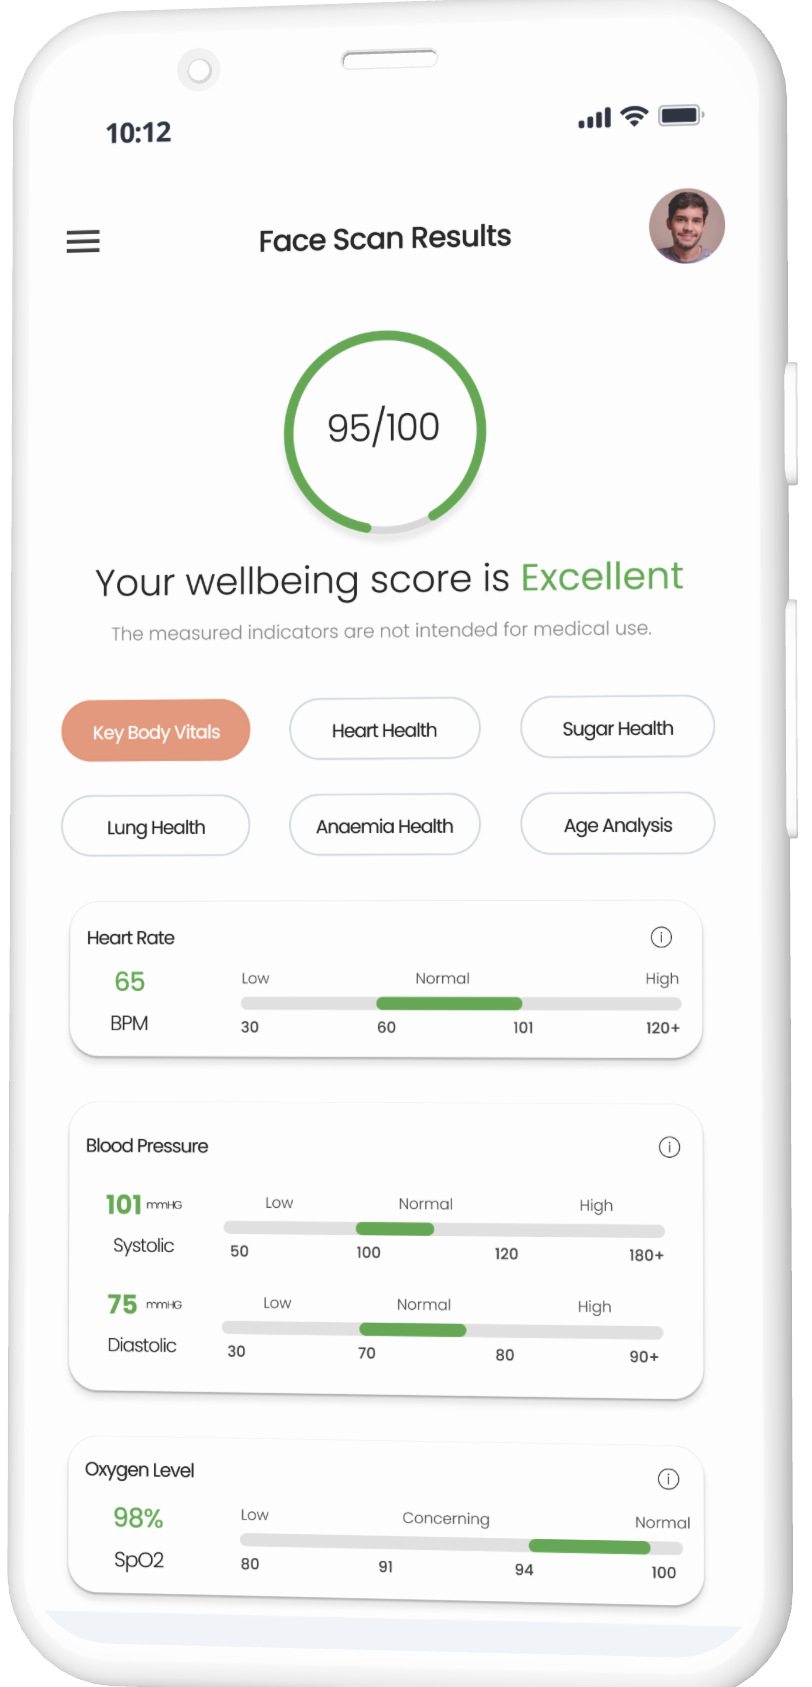 10:12
Face Scan Results
95/100
Your wellbeing score is Excellent
The measured indicators are not intended for medical use.
Key Body Vitals
Heart Health
Sugar Health
Lung Health
Anaemia Health
Age Analysis
Heart Rate
65
Low Normal High
BPM
30 60 101 120+
Blood Pressure
101 mmHG
Low Normal High
Systolic
50 100 120 180+
75 mmHG
Low Normal High
Diastolic
30 70 80 90+
Oxygen Level
98%
Low Concerning Normal
SpO2
80 91 94 100